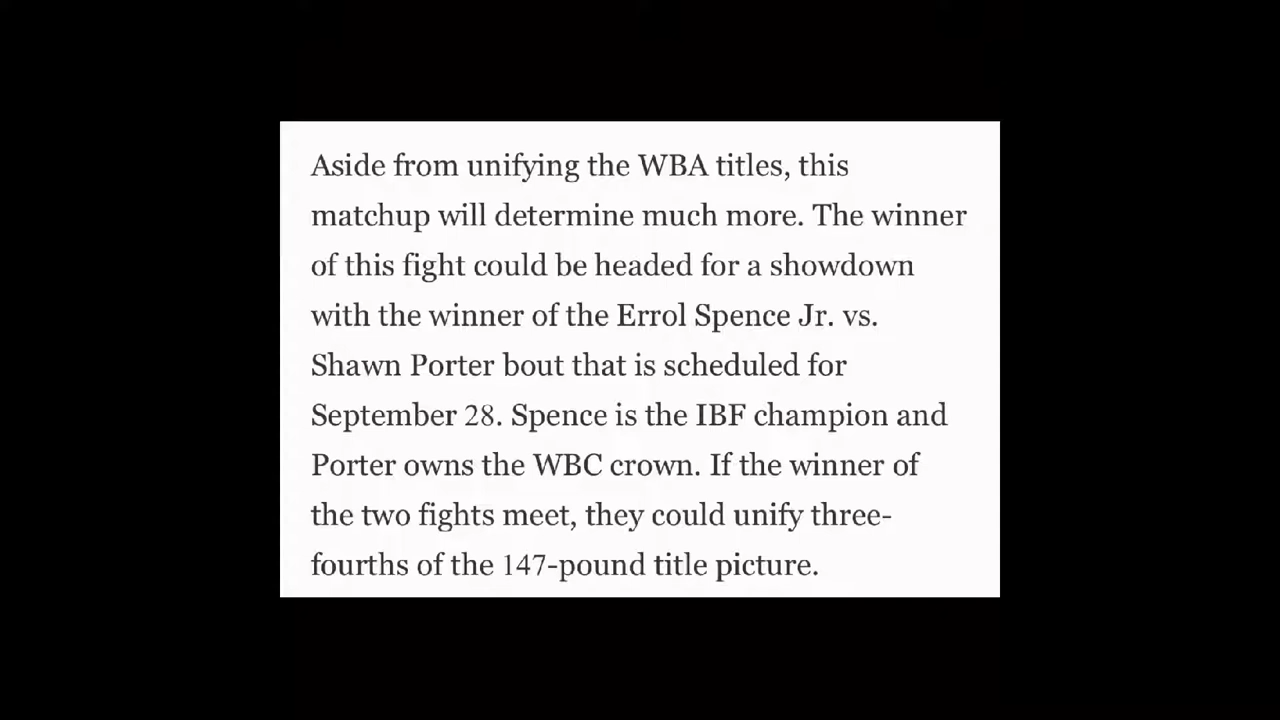 Aside from unifying the WBA titles, this
matchup will determine much more. The winner
of this fight could be headed for a showdown
with the winner of the Errol Spence Jr. vs.
Shawn Porter bout that is scheduled for
September 28. Spence is the IBF champion and
Porter owns the WBC crown. If the winner of
the two fights meet, they could unify three-
fourths of the 147-pound title picture.